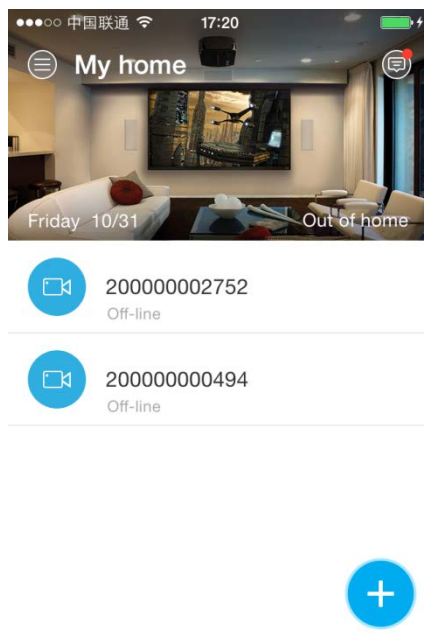 中国联通 17:20
My home
Friday 10/31 Out of home
200000002752
Off-line
200000000494
Off-line